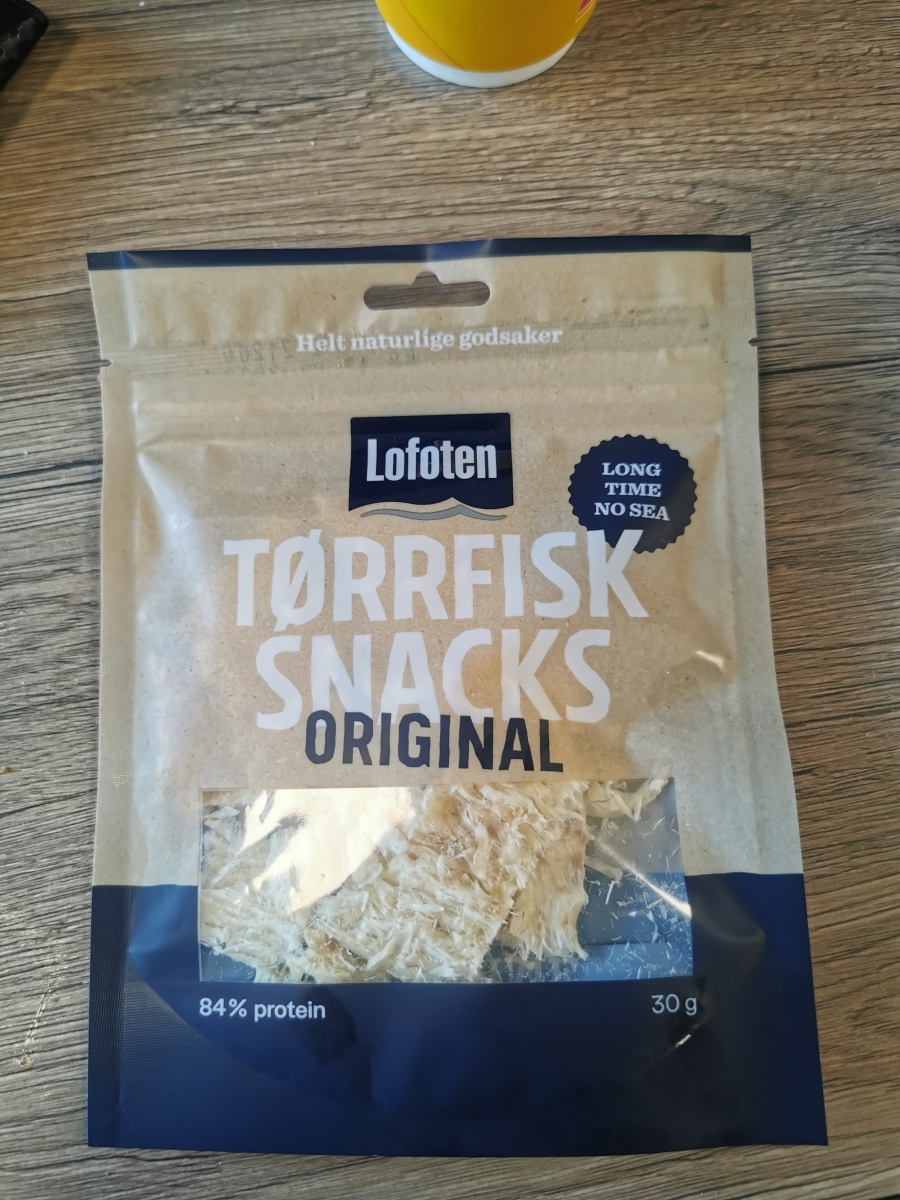 Helt naturlige godsaker
Lofoten
LONG
TIME
NO SEA
TØRRFISK
SNACKS
ORIGINAL
84% protein
30 g